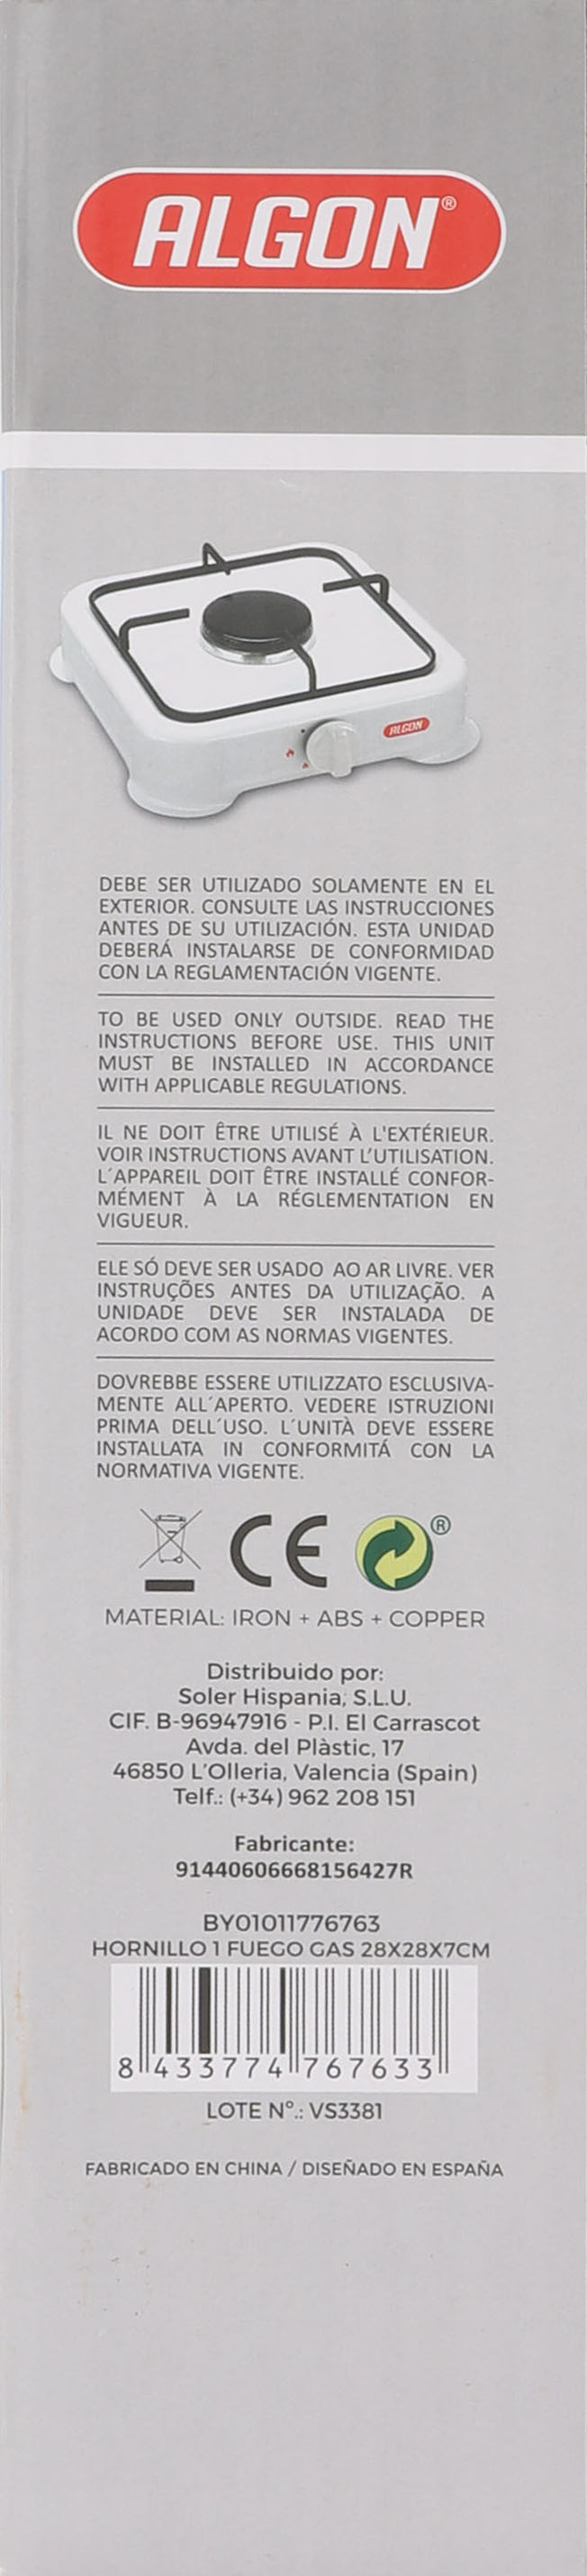 ALGON®
ALGON
DEBE SER UTILIZADO SOLAMENTE EN EL
EXTERIOR. CONSULTE LAS INSTRUCCIONES
ANTES DE SU UTILIZACIÓN. ESTA UNIDAD
DEBERÁ INSTALARSE DE CONFORMIDAD
CON LA REGLAMENTACIÓN VIGENTE.
TO BE USED ONLY OUTSIDE. READ THE
INSTRUCTIONS BEFORE USE. THIS UNIT
MUST BE INSTALLED IN ACCORDANCE
WITH APPLICABLE REGULATIONS.
IL NE DOIT ÊTRE UTILISÉ À L'EXTÉRIEUR.
VOIR INSTRUCTIONS AVANT L'UTILISATION.
L´APPAREIL DOIT ÊTRE INSTALLÉ CONFOR-
MÉMENT À LA RÉGLEMENTATION EN
VIGUEUR.
ELE SÓ DEVE SER USADO AO AR LIVRE. VER
INSTRUÇÕES ANTES DA UTILIZAÇÃO. A
UNIDADE DEVE SER INSTALADA DE
ACORDO COM AS NORMAS VIGENTES.
DOVREBBE ESSERE UTILIZZATO ESCLUSIVA-
MENTE ALL´APERTO. VEDERE ISTRUZIONI
PRIMA DELL´USO. L´UNITÀ DEVE ESSERE
INSTALLATA IN CONFORMITÁ CON LA
NORMATIVA VIGENTE.
CE ®
MATERIAL: IRON + ABS + COPPER
Distribuido por:
Soler Hispania, S.L.U.
CIF. B-96947916 - P.I. El Carrascot
Avda. del Plàstic, 17
46850 L'Olleria, Valencia (Spain)
Telf.: (+34) 962 208 151
Fabricante:
91440606668156427R
BY01011776763
HORNILLO 1 FUEGO GAS 28X28X7CM
8 433774 767633
LOTE Nº.: VS3381
FABRICADO EN CHINA / DISEÑADO EN ESPAÑA